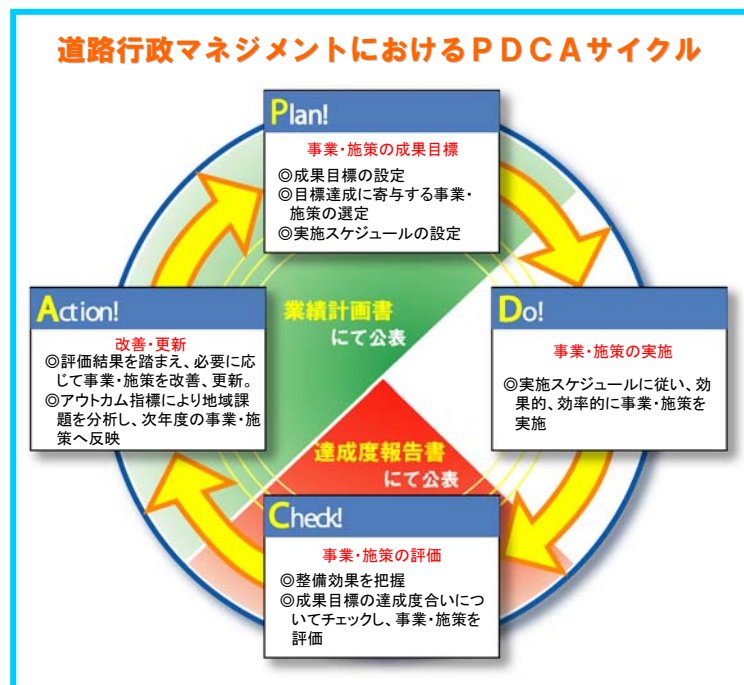 道路行政マネジメントにおけるＰＤＣＡサイクル
Plan!
事業・施策の成果目標
◎成果目標の設定
◎目標達成に寄与する事業・
施策の選定
◎実施スケジュールの設定
Action!
改善・更新
◎評価結果を踏まえ、必要に応
じて事業・施策を改善、更新。
◎アウトカム指標により地域課
題を分析し、次年度の事業・施
策へ反映
業績計画書
にて公表
Do!
事業・施策の実施
◎実施スケジュールに従い、効
果的、効率的に事業・施策を
実施
達成度報告書
にて公表
Check!
事業・施策の評価
◎整備効果を把握
◎成果目標の達成度合いにつ
いてチェックし、事業・施策を
評価